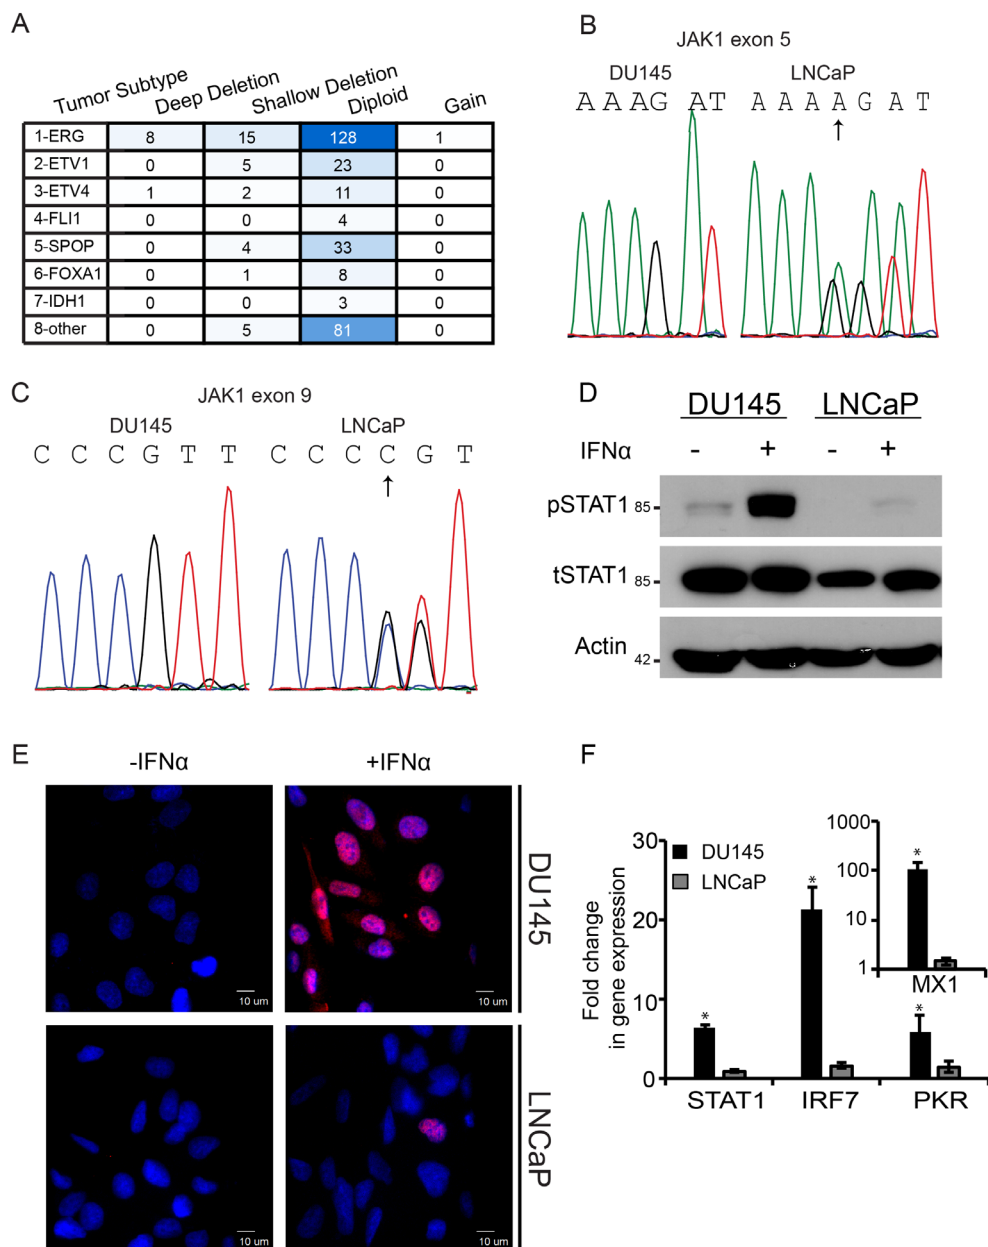 A
Tumor Subtype Deep Deletion Shallow Deletion Diploid Gain
1-ERG 8 15 128 1
2-ETV1 0 5 23 0
3-ETV4 1 2 11 0
4-FLI1 0 0 4 0
5-SPOP 0 4 33 0
6-FOXA1 0 1 8 0
7-IDH1 0 0 3 0
8-other 0 5 81 0
B
JAK1 exon 5
DU145 LNCaP
A A A G A T A A A A G A T
C
JAK1 exon 9
DU145 LNCaP
C C C G T T C C C C G T
D
DU145 LNCaP
IFNα - + - +
pSTAT1 85
tSTAT1 85
Actin 42
E
-IFNα +IFNα
DU145
10 um 10 um
LNCaP
10 um 10 um
F
Fold change
in gene expression
30
20
10
0
DU145
LNCaP
* * *
STAT1 IRF7 PKR
1000
100
10
1
*
MX1